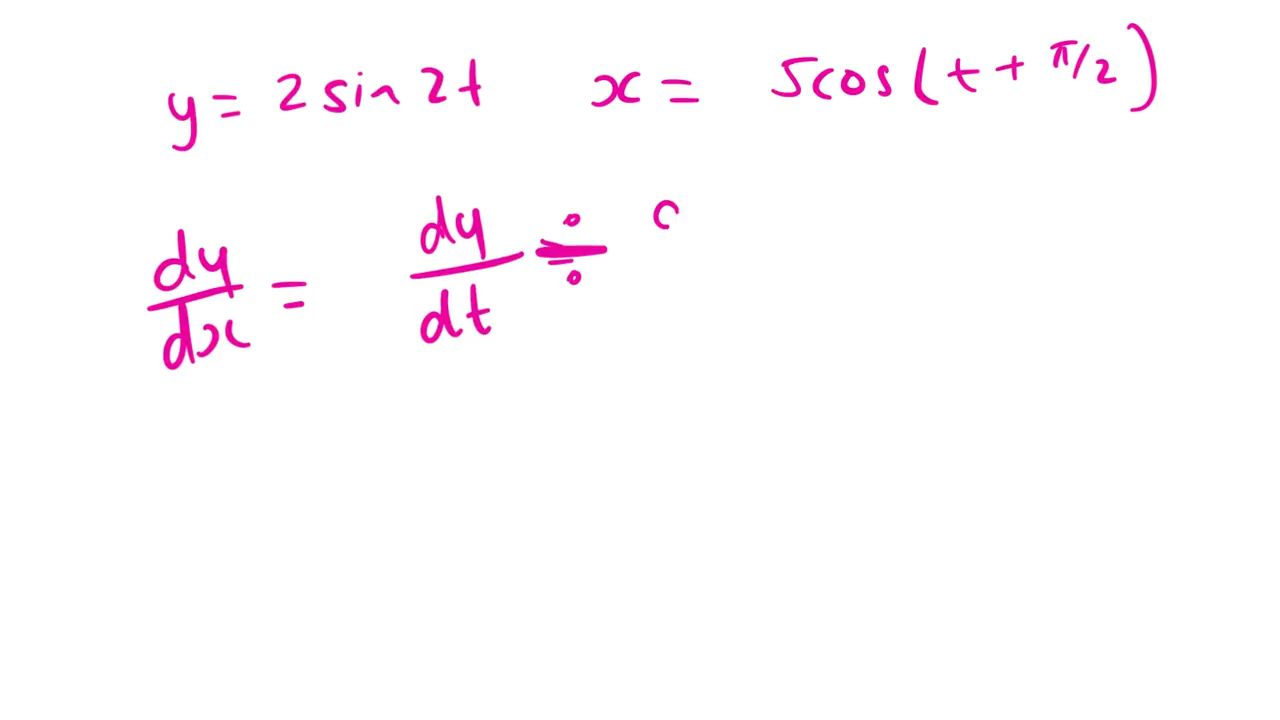 y = 2 sin 2t x = 5cos(t + π/2)
dy/dx = dy/dt ÷